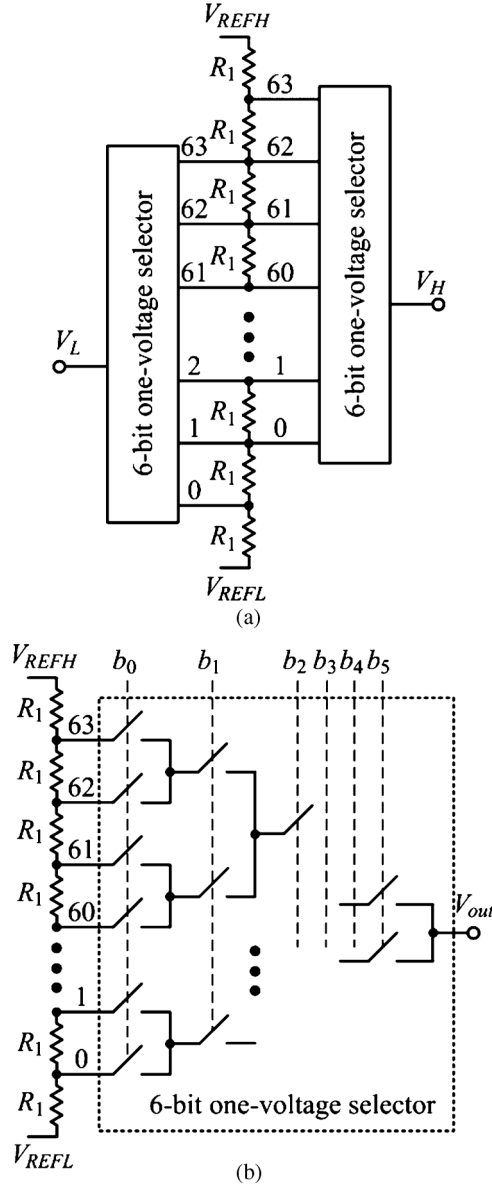 V_REFH
R_1
63
R_1
63 62
R_1
62 61
R_1
61 60
6-bit one-voltage selector
6-bit one-voltage selector
V_H
V_L
2 1
R_1
1 0
R_1
0
R_1
V_REFL
(a)
V_REFH b_0 b_1 b_2 b_3 b_4 b_5
R_1
63
R_1
62
R_1
61
R_1
60
V_out
1
R_1
0
R_1
6-bit one-voltage selector
V_REFL
(b)